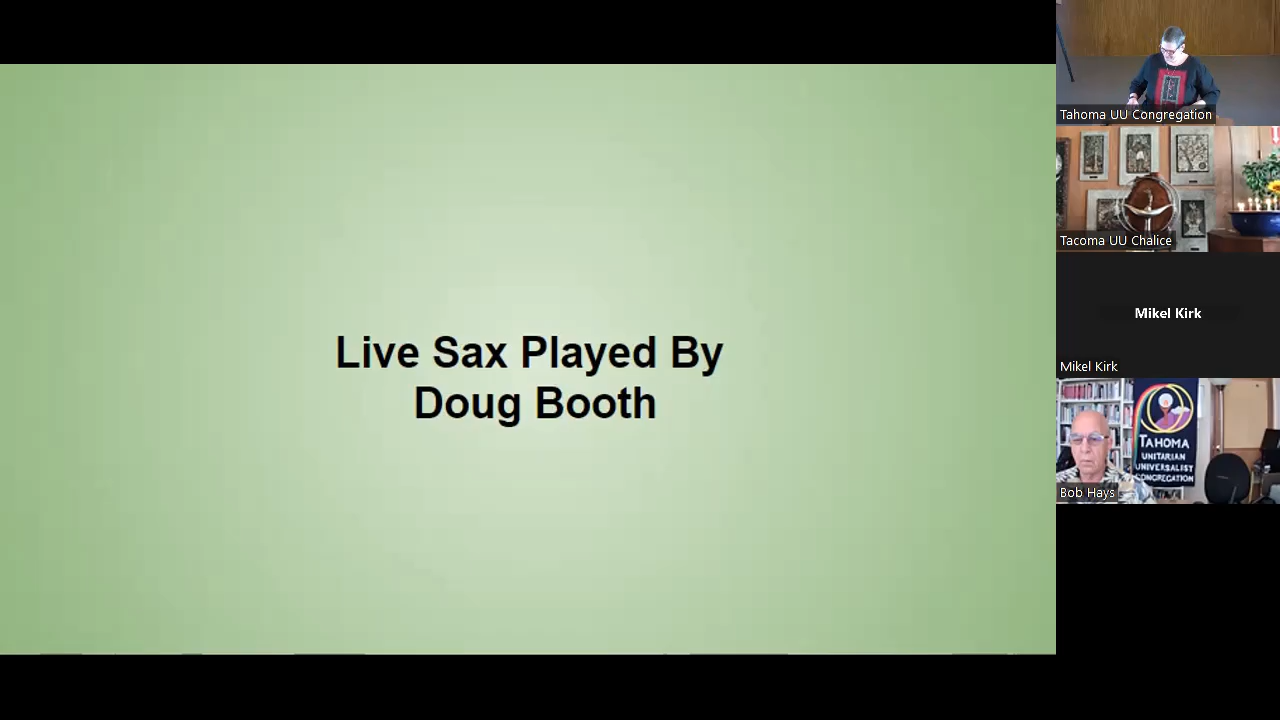 Live Sax Played By
Doug Booth
Tahoma UU Congregation
Tacoma UU Chalice
Mikel Kirk
Mikel Kirk
TAHOMA
UNITARIAN
UNIVERSALIST
CONGREGATION
Bob Hays